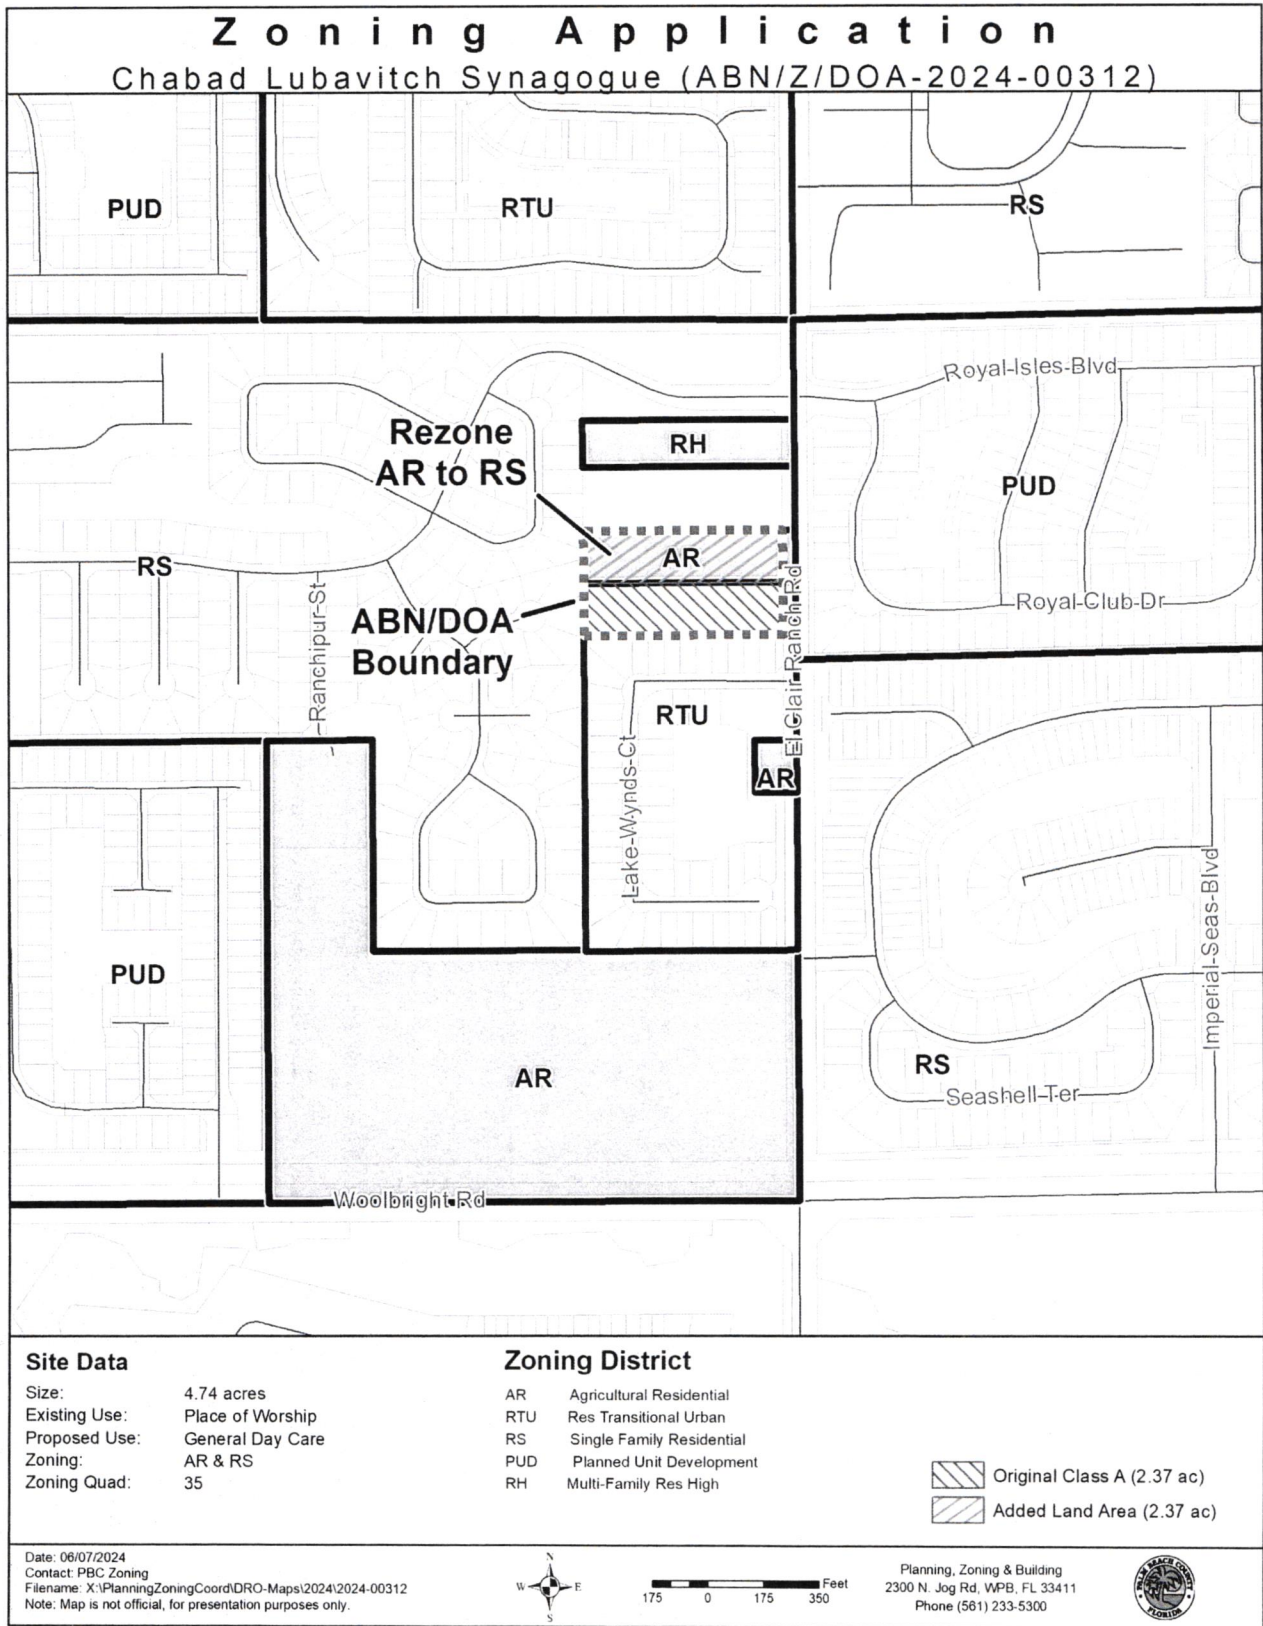 Zoning Application
Chabad Lubavitch Synagogue (ABN/Z/DOA-2024-00312)
PUD
RTU
RS
Royal-Isles-Blvd
Rezone
AR to RS
RH
PUD
AR
RS
Royal-Club-Dr
ABN/DOA
Boundary
Ranchipur-St
El Clair Ranch Rd
RTU
Lake-Wynds-Ct
AR
Imperial-Seas-Blvd
PUD
AR
RS
Seashell-Ter
Woolbright Rd
Site Data
Size: 4.74 acres
Existing Use: Place of Worship
Proposed Use: General Day Care
Zoning: AR & RS
Zoning Quad: 35
Zoning District
AR Agricultural Residential
RTU Res Transitional Urban
RS Single Family Residential
PUD Planned Unit Development
RH Multi-Family Res High
Original Class A (2.37 ac)
Added Land Area (2.37 ac)
Date: 06/07/2024
Contact: PBC Zoning
Filename: X:\PlanningZoningCoord\DRO-Maps\2024\2024-00312
Note: Map is not official, for presentation purposes only.
N
W E
S
Feet
175 0 175 350
Planning, Zoning & Building
2300 N. Jog Rd, WPB, FL 33411
Phone (561) 233-5300
PALM BEACH COUNTY
FLORIDA